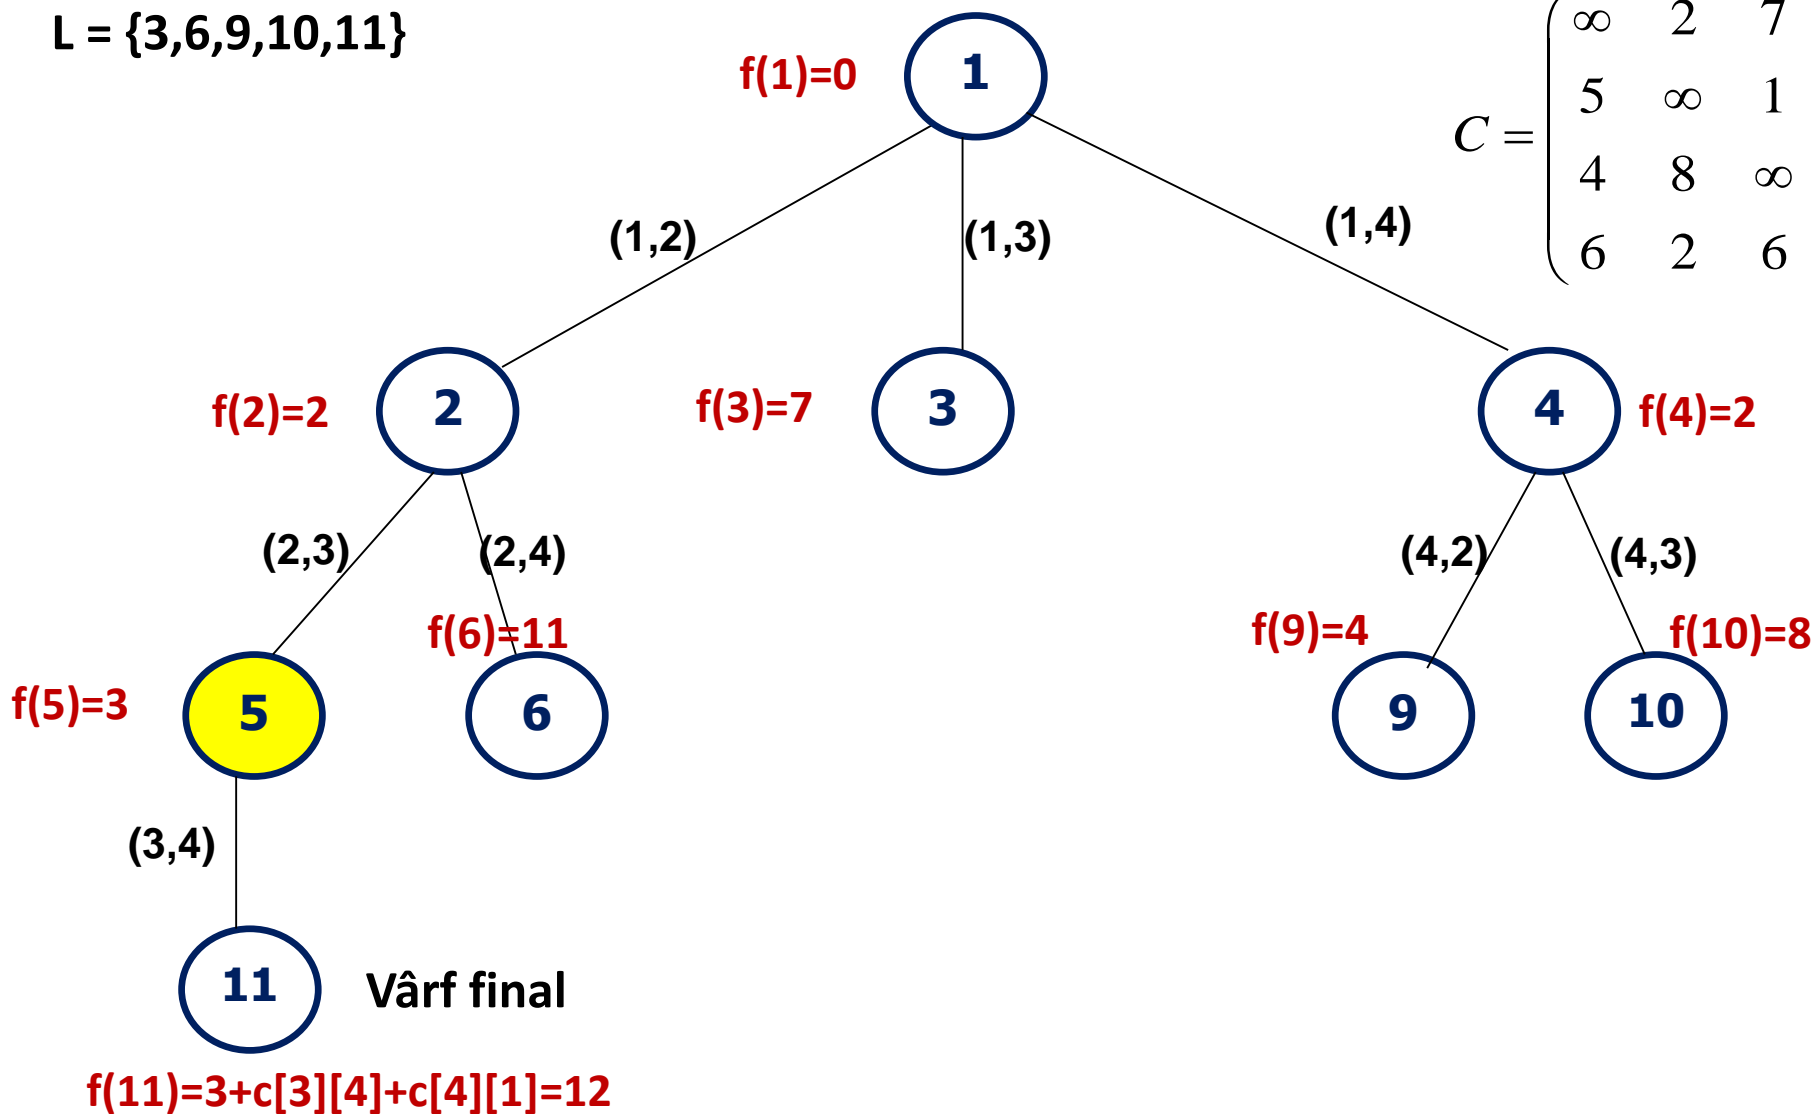 L = {3,6,9,10,11}
f(1)=0
1
∞ 2 7
5 ∞ 1
C =
4 8 ∞
6 2 6
(1,2)
(1,3)
(1,4)
f(2)=2
2
f(3)=7
3
4
f(4)=2
(2,3)
(2,4)
(4,2)
(4,3)
f(6)=11
f(9)=4
f(10)=8
f(5)=3
5
6
9
10
(3,4)
11
Vârf final
f(11)=3+c[3][4]+c[4][1]=12